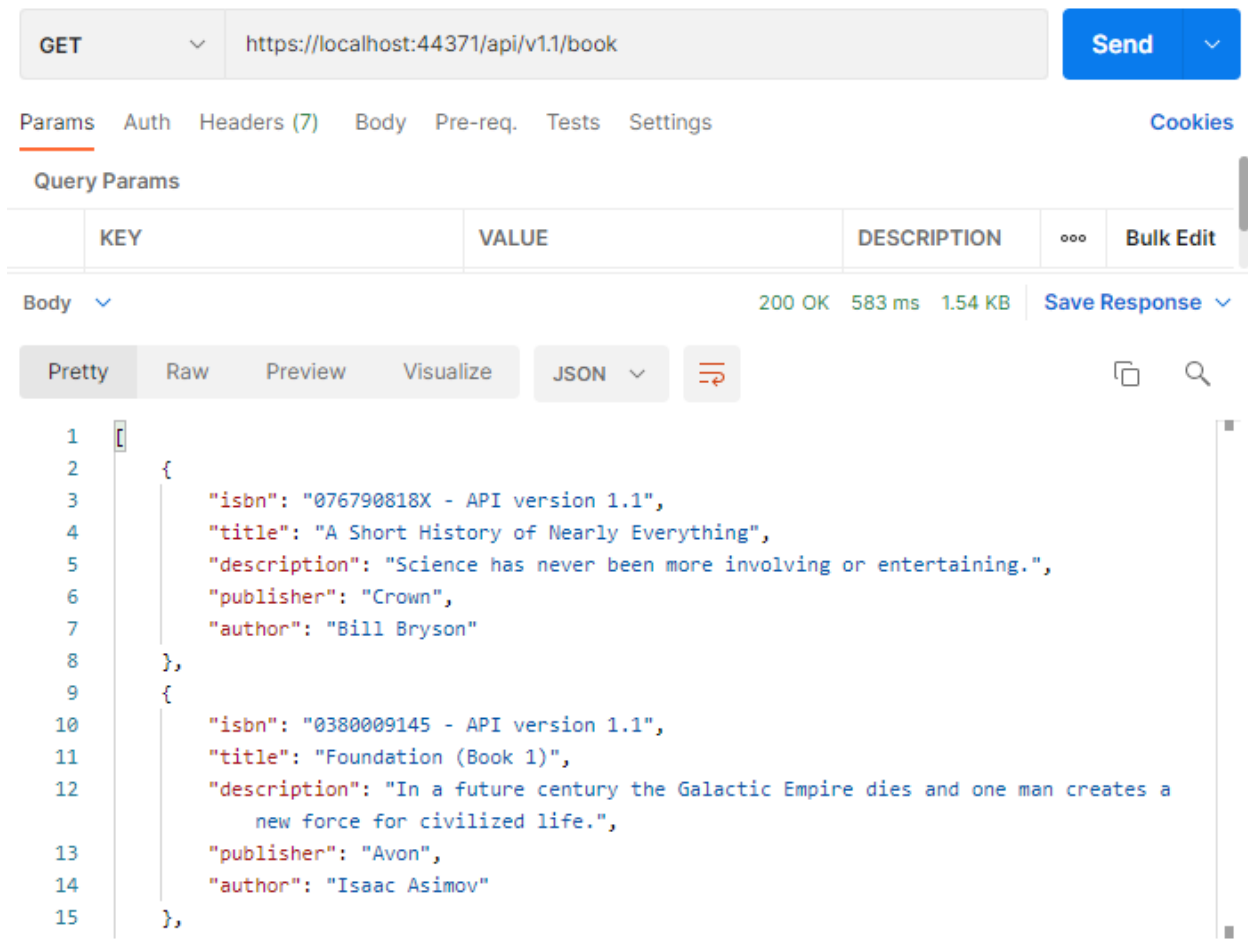 GET https://localhost:44371/api/v1.1/book Send
Params Auth Headers (7) Body Pre-req. Tests Settings Cookies
Query Params
KEY VALUE DESCRIPTION ooo Bulk Edit
Body 200 OK 583 ms 1.54 KB Save Response
Pretty Raw Preview Visualize JSON
1 [
2 {
3 "isbn": "076790818X - API version 1.1",
4 "title": "A Short History of Nearly Everything",
5 "description": "Science has never been more involving or entertaining.",
6 "publisher": "Crown",
7 "author": "Bill Bryson"
8 },
9 {
10 "isbn": "0380009145 - API version 1.1",
11 "title": "Foundation (Book 1)",
12 "description": "In a future century the Galactic Empire dies and one man creates a
new force for civilized life.",
13 "publisher": "Avon",
14 "author": "Isaac Asimov"
15 },